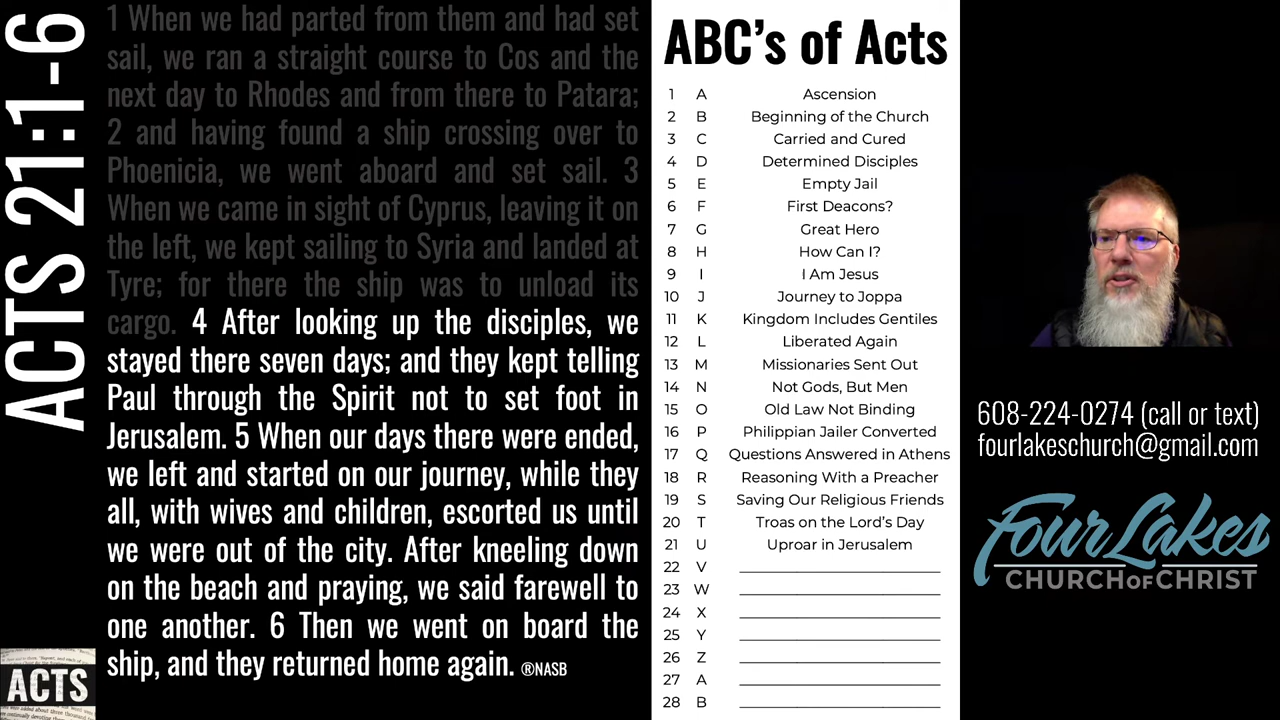 ACTS 21:1-6
1 When we had parted from them and had set
sail, we ran a straight course to Cos and the
next day to Rhodes and from there to Patara;
2 and having found a ship crossing over to
Phoenicia, we went aboard and set sail. 3
When we came in sight of Cyprus, leaving it on
the left, we kept sailing to Syria and landed at
Tyre; for there the ship was to unload its
cargo. 4 After looking up the disciples, we
stayed there seven days; and they kept telling
Paul through the Spirit not to set foot in
Jerusalem. 5 When our days there were ended,
we left and started on our journey, while they
all, with wives and children, escorted us until
we were out of the city. After kneeling down
on the beach and praying, we said farewell to
one another. 6 Then we went on board the
ship, and they returned home again. ®NASB
ACTS
ABC's of Acts
1 A Ascension
2 B Beginning of the Church
3 C Carried and Cured
4 D Determined Disciples
5 E Empty Jail
6 F First Deacons?
7 G Great Hero
8 H How Can I?
9 I I Am Jesus
10 J Journey to Joppa
11 K Kingdom Includes Gentiles
12 L Liberated Again
13 M Missionaries Sent Out
14 N Not Gods, But Men
15 O Old Law Not Binding
16 P Philippian Jailer Converted
17 Q Questions Answered in Athens
18 R Reasoning With a Preacher
19 S Saving Our Religious Friends
20 T Troas on the Lord's Day
21 U Uproar in Jerusalem
22 V
23 W
24 X
25 Y
26 Z
27 A
28 B
608-224-0274 (call or text)
fourlakeschurch@gmail.com
Four Lakes
CHURCH OF CHRIST